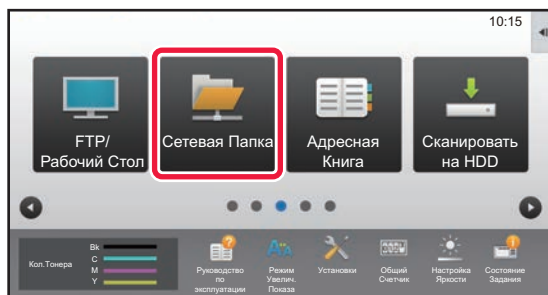 10:15
FTP/
Рабочий Стол
Сетевая Папка
Адресная
Книга
Сканировать
на HDD
Кол.Тонера
Bk
C
M
Y
Руководство
по
эксплуатации
Режим
Увелич.
Показа
Установки
Общий
Счетчик
Настройка
Яркости
Состояние
Задания